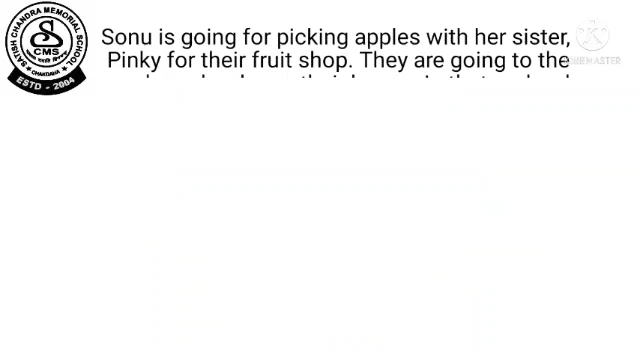 SATISH CHANDRA MEMORIAL SCHOOL
CMS
CHAKDAHA
ESTD - 2004
Sonu is going for picking apples with her sister,
Pinky for their fruit shop. They are going to the